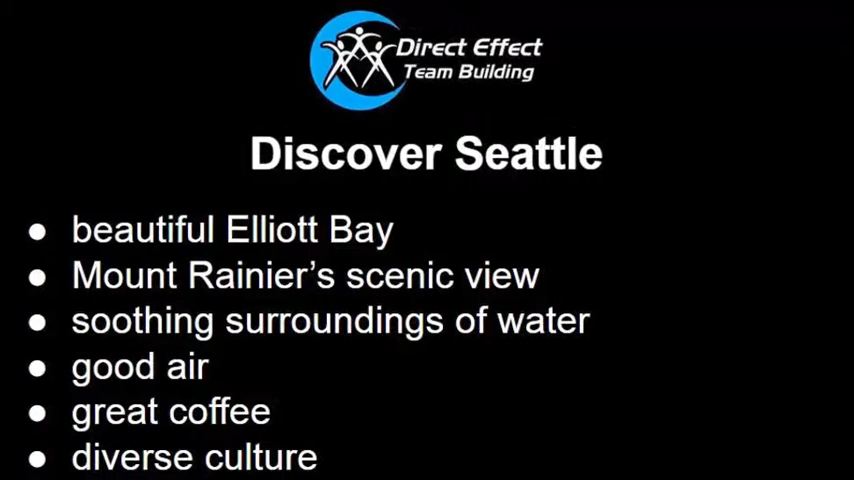 Direct Effect
Team Building
Discover Seattle
● beautiful Elliott Bay
● Mount Rainier’s scenic view
● soothing surroundings of water
● good air
● great coffee
● diverse culture